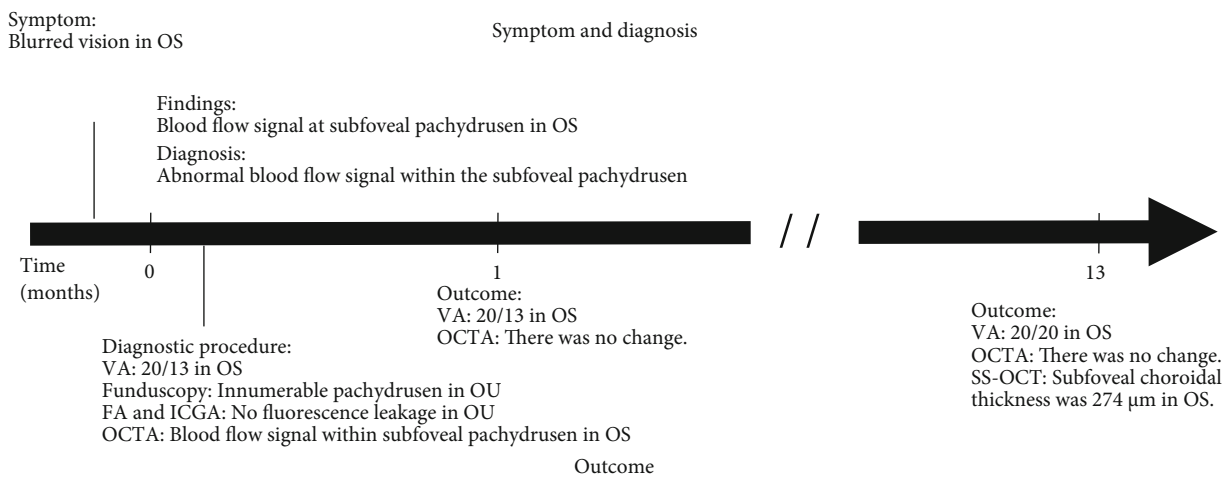 Symptom:
Blurred vision in OS
Symptom and diagnosis
Findings:
Blood flow signal at subfoveal pachydrusen in OS
Diagnosis:
Abnormal blood flow signal within the subfoveal pachydrusen
/ /
Time
(months)
0
1
13
Diagnostic procedure:
VA: 20/13 in OS
Funduscopy: Innumerable pachydrusen in OU
FA and ICGA: No fluorescence leakage in OU
OCTA: Blood flow signal within subfoveal pachydrusen in OS
Outcome:
VA: 20/13 in OS
OCTA: There was no change.
Outcome:
VA: 20/20 in OS
OCTA: There was no change.
SS-OCT: Subfoveal choroidal
thickness was 274 μm in OS.
Outcome